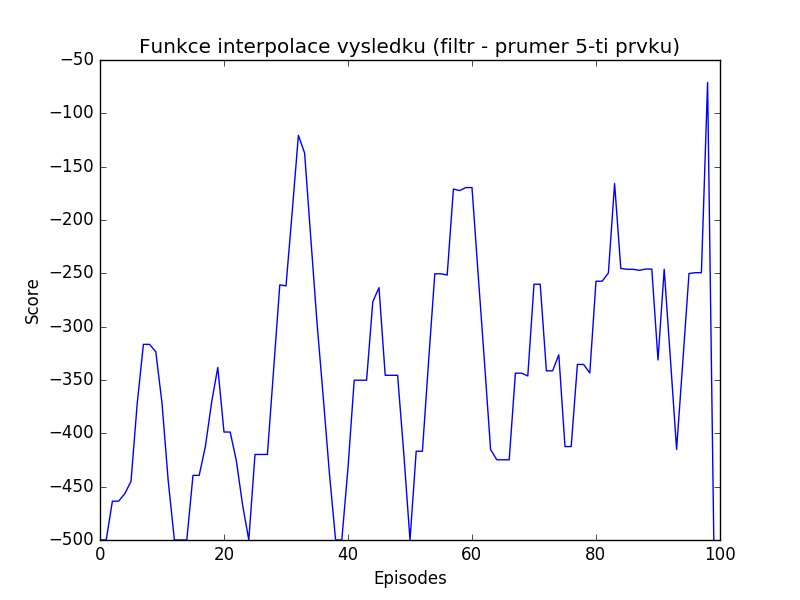 Funkce interpolace vysledku (filtr - prumer 5-ti prvku)
−50
−100
−150
−200
−250
−300
−350
−400
−450
−500
Score
0 20 40 60 80 100
Episodes